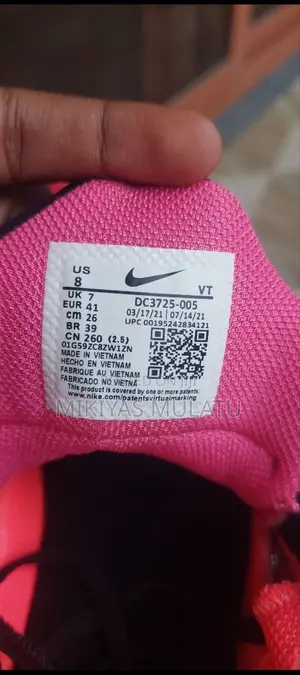 US
8
VT
UK 7
EUR 41
cm 26
BR 39
CN 260 (2.5)
DC3725-005
03/17/21 07/14/21
UPC 00195242834121
01GS9ZC8ZW1ZN
MADE IN VIETNAM
HECHO EN VIETNAM
FABRIQUE AU VIETNAM
FABRICADO NO VIETNA
This product is covered by one or more patents
www.nike.com/patentsvirtualmarking
MIKIYAS MULATU